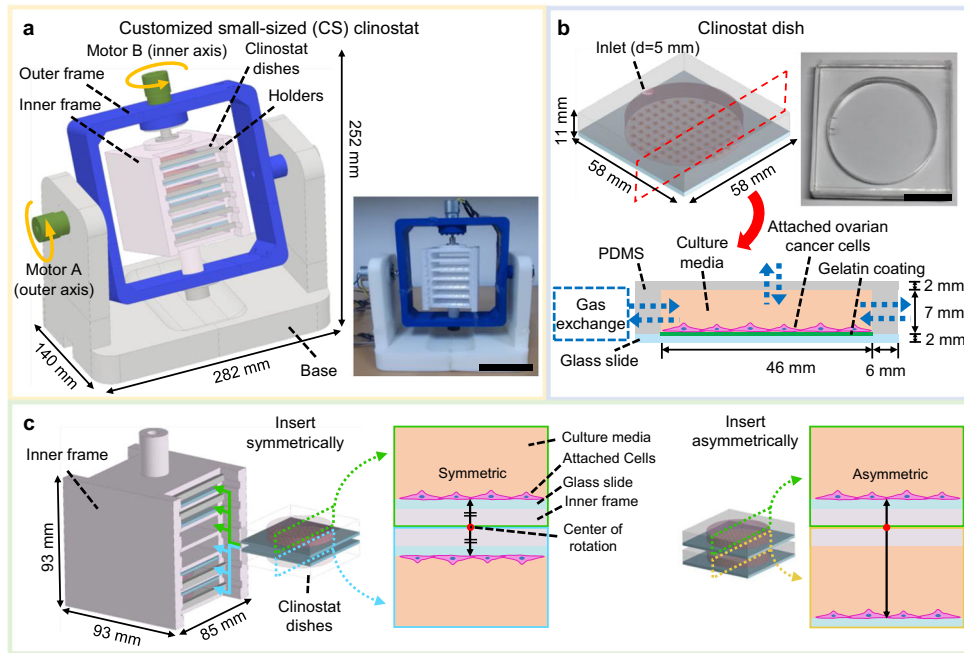 a
Customized small-sized (CS) clinostat
Motor B (inner axis)
Clinostat
dishes
Outer frame
Inner frame
Holders
252 mm
Motor A
(outer axis)
140 mm
282 mm
Base
b
Clinostat dish
Inlet (d=5 mm)
11 mm
58 mm
58 mm
Attached ovarian
cancer cells
Culture
media
PDMS
Gelatin coating
2 mm
Gas
exchange
7 mm
Glass slide
2 mm
46 mm
6 mm
c
Inner frame
Insert
symmetrically
93 mm
93 mm
85 mm
Clinostat
dishes
Symmetric
Culture media
Attached Cells
Glass slide
Inner frame
Center of
rotation
Insert
asymmetrically
Asymmetric